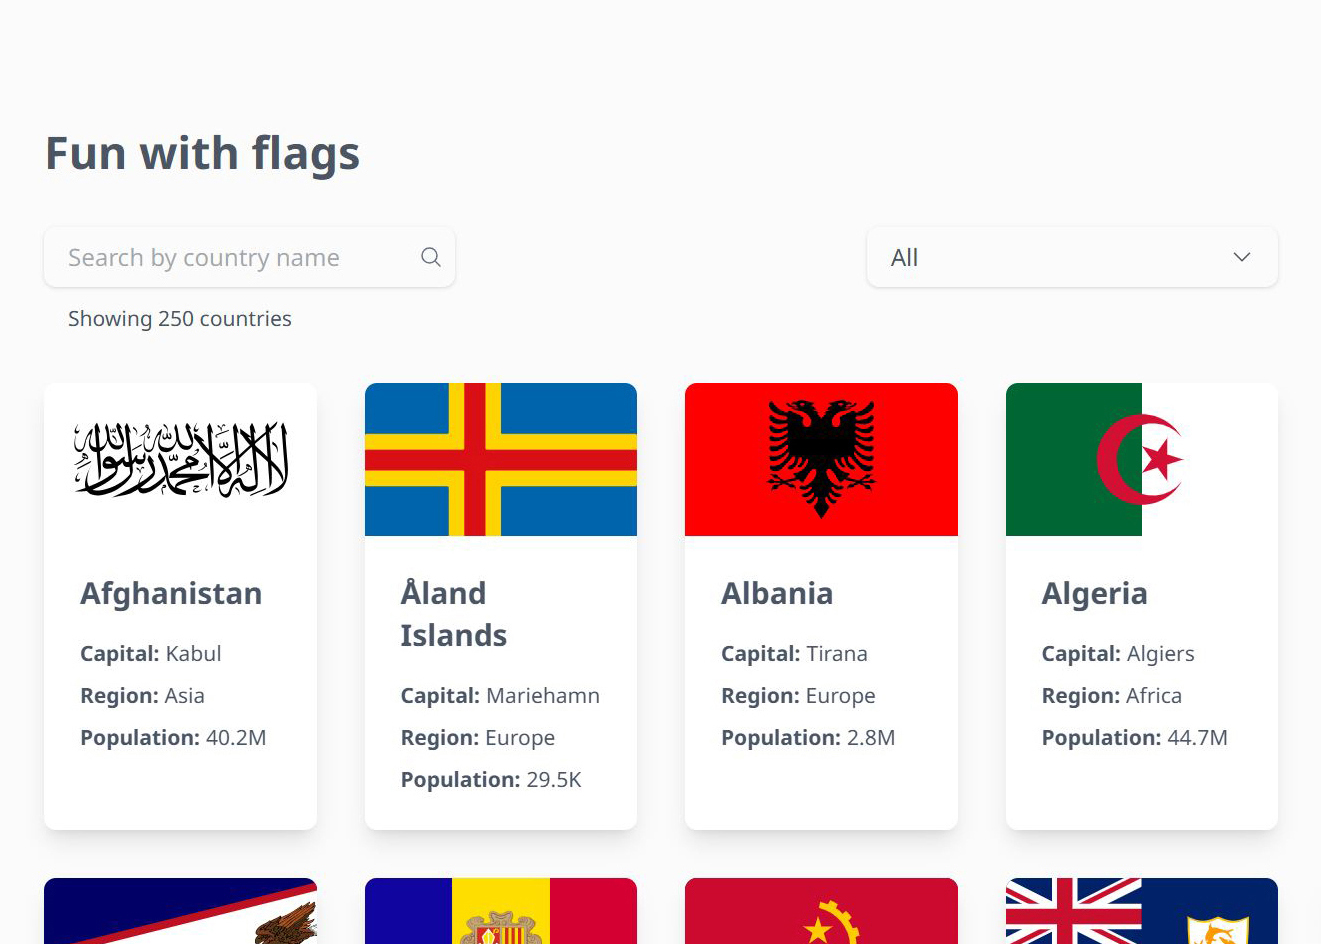 Fun with flags
Search by country name
All
Showing 250 countries
لا إله إلا الله محمد رسول الله
Afghanistan
Capital: Kabul
Region: Asia
Population: 40.2M
Åland
Islands
Capital: Mariehamn
Region: Europe
Population: 29.5K
Albania
Capital: Tirana
Region: Europe
Population: 2.8M
Algeria
Capital: Algiers
Region: Africa
Population: 44.7M